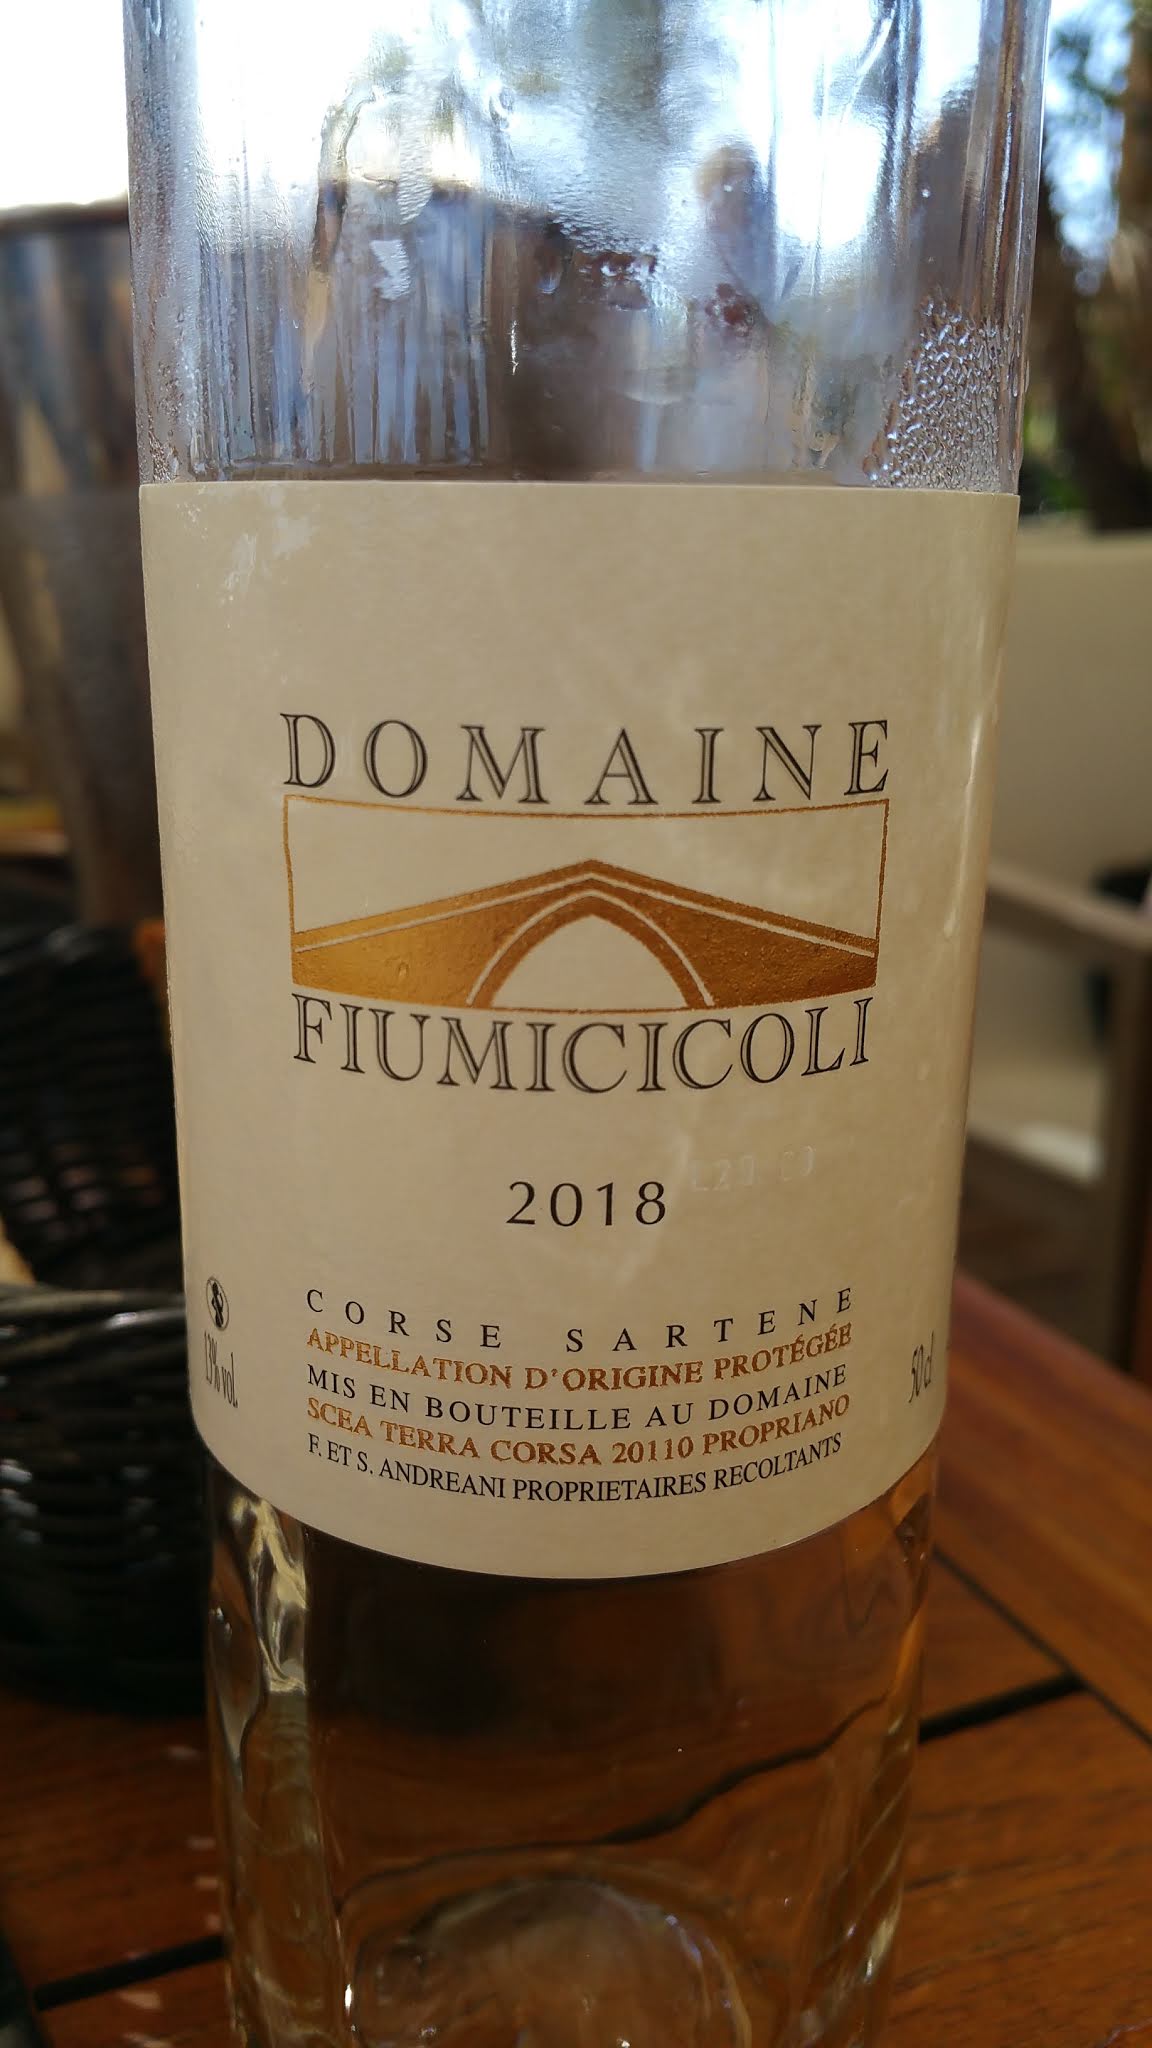 DOMAINE
FIUMICICOLI
2018
CORSE SARTENE
APPELLATION D'ORIGINE PROTÉGÉE
MIS EN BOUTEILLE AU DOMAINE
SCEA TERRA CORSA 20110 PROPRIANO
F. ET S. ANDREANI PROPRIETAIRES RECOLTANTS
13% vol.
50 cl